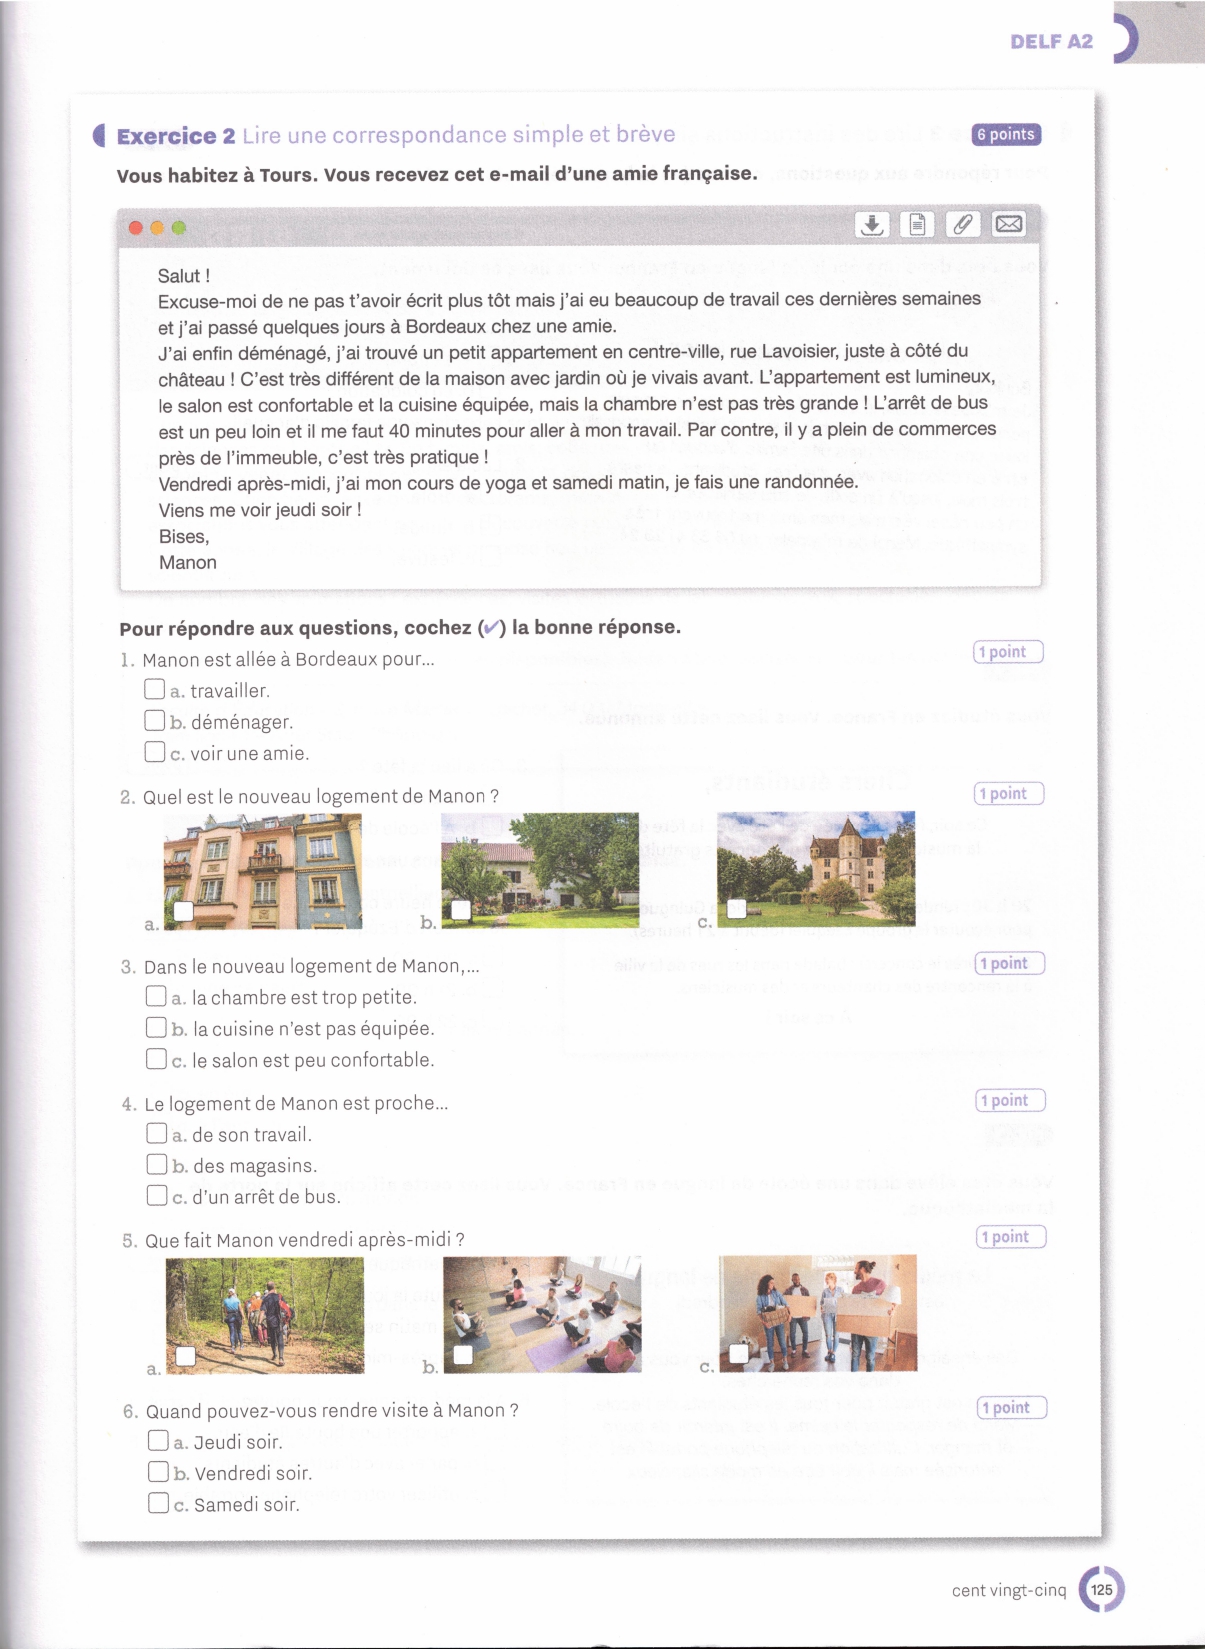 DELF A2
Exercice 2 Lire une correspondance simple et brève
6 points
Vous habitez à Tours. Vous recevez cet e-mail d'une amie française.
Salut !
Excuse-moi de ne pas t'avoir écrit plus tôt mais j'ai eu beaucoup de travail ces dernières semaines
et j'ai passé quelques jours à Bordeaux chez une amie.
J'ai enfin déménagé, j'ai trouvé un petit appartement en centre-ville, rue Lavoisier, juste à côté du
château ! C'est très différent de la maison avec jardin où je vivais avant. L'appartement est lumineux,
le salon est confortable et la cuisine équipée, mais la chambre n'est pas très grande ! L'arrêt de bus
est un peu loin et il me faut 40 minutes pour aller à mon travail. Par contre, il y a plein de commerces
près de l'immeuble, c'est très pratique !
Vendredi après-midi, j'ai mon cours de yoga et samedi matin, je fais une randonnée.
Viens me voir jeudi soir !
Bises,
Manon
Pour répondre aux questions, cochez (✔) la bonne réponse.
1. Manon est allée à Bordeaux pour...
1 point
a. travailler.
b. déménager.
c. voir une amie.
2. Quel est le nouveau logement de Manon ?
1 point
a.
b.
c.
3. Dans le nouveau logement de Manon,...
1 point
a. la chambre est trop petite.
b. la cuisine n'est pas équipée.
c. le salon est peu confortable.
4. Le logement de Manon est proche...
1 point
a. de son travail.
b. des magasins.
c. d'un arrêt de bus.
5. Que fait Manon vendredi après-midi ?
1 point
a.
b.
c.
6. Quand pouvez-vous rendre visite à Manon ?
1 point
a. Jeudi soir.
b. Vendredi soir.
c. Samedi soir.
cent vingt-cinq
125